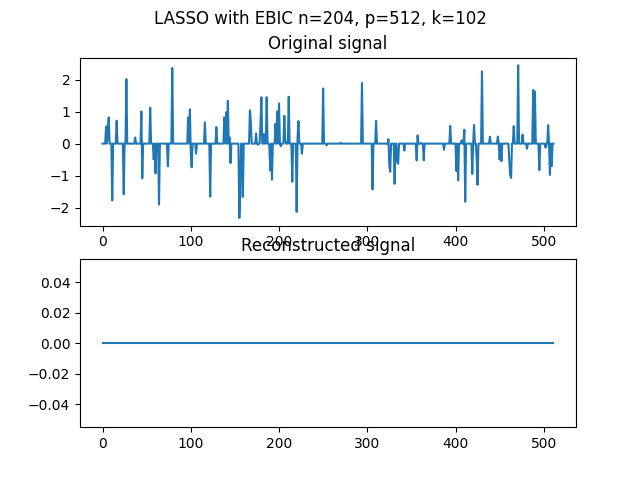 LASSO with EBIC n=204, p=512, k=102
Original signal
2
1
0
−1
−2
0 100 200 300 400 500
Reconstructed signal
0.04
0.02
0.00
−0.02
−0.04
0 100 200 300 400 500